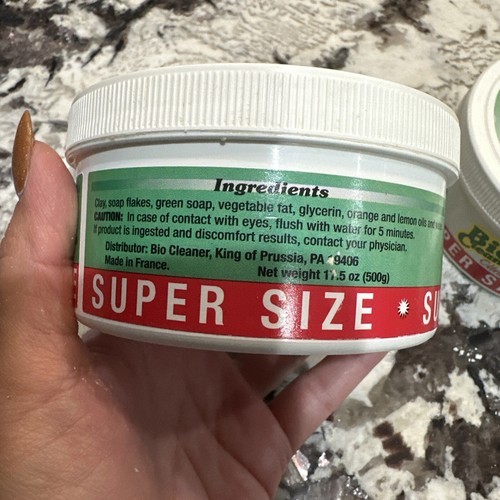 Ingredients
Clay, soap flakes, green soap, vegetable fat, glycerin, orange and lemon oils and
CAUTION: In case of contact with eyes, flush with water for 5 minutes.
If product is ingested and discomfort results, contact your physician.
Distributor: Bio Cleaner, King of Prussia, PA 19406
Made in France. Net weight 17.5 oz (500g)
SUPER SIZE SU